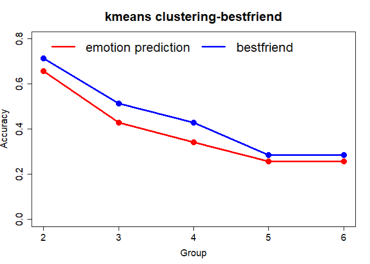 kmeans clustering-bestfriend
emotion prediction bestfriend
0.8
0.6
0.4
0.2
0.0
Accuracy
2 3 4 5 6
Group